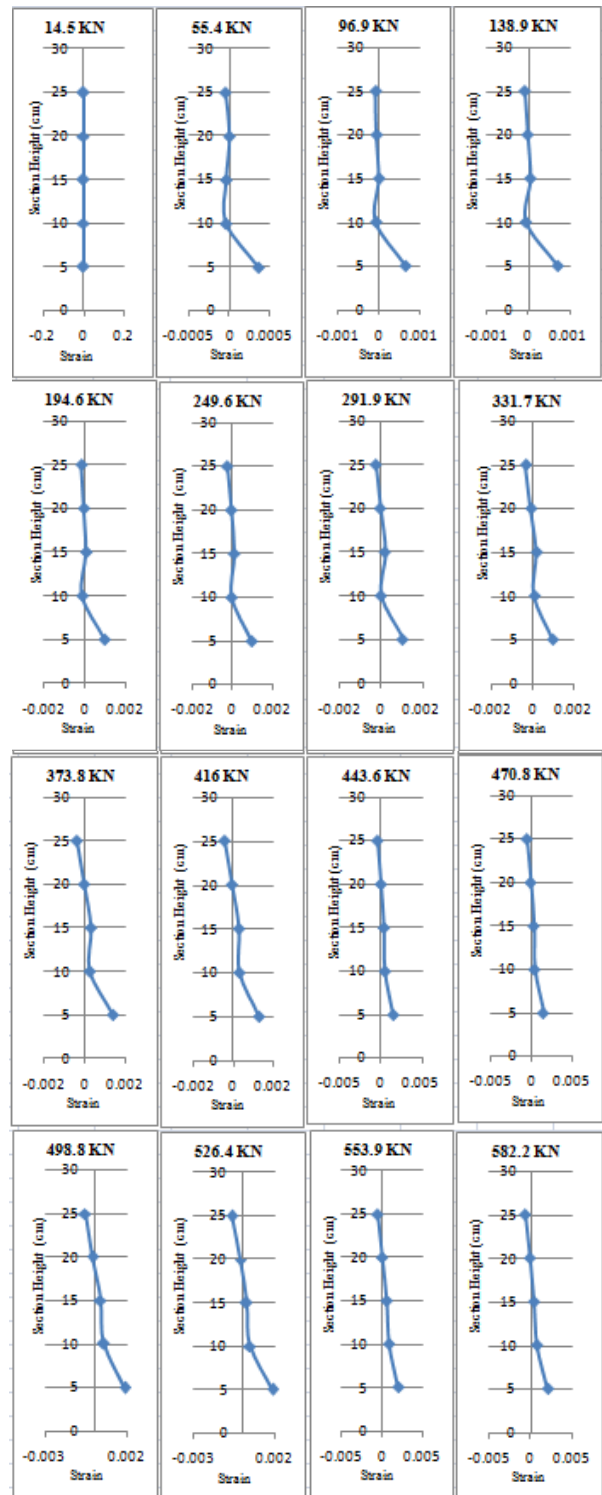 14.5 KN
30
25
20
15
10
5
0
-0.2 0 0.2
Section Height (cm)
Strain
55.4 KN
30
25
20
15
10
5
0
-0.0005 0 0.0005
Section Height (cm)
Strain
96.9 KN
30
25
20
15
10
5
0
-0.001 0 0.001
Section Height (cm)
Strain
138.9 KN
30
25
20
15
10
5
0
-0.001 0 0.001
Section Height (cm)
Strain
194.6 KN
30
25
20
15
10
5
0
-0.002 0 0.002
Section Height (cm)
Strain
249.6 KN
30
25
20
15
10
5
0
-0.002 0 0.002
Section Height (cm)
Strain
291.9 KN
30
25
20
15
10
5
0
-0.002 0 0.002
Section Height (cm)
Strain
331.7 KN
30
25
20
15
10
5
0
-0.002 0 0.002
Section Height (cm)
Strain
373.8 KN
30
25
20
15
10
5
0
-0.002 0 0.002
Section Height (cm)
Strain
416 KN
30
25
20
15
10
5
0
-0.002 0 0.002
Section Height (cm)
Strain
443.6 KN
30
25
20
15
10
5
0
-0.005 0 0.005
Section Height (cm)
Strain
470.8 KN
30
25
20
15
10
5
0
-0.005 0 0.005
Section Height (cm)
Strain
498.8 KN
30
25
20
15
10
5
0
-0.003 0.002
Section Height (cm)
Strain
526.4 KN
30
25
20
15
10
5
0
-0.003 0.002
Section Height (cm)
Strain
553.9 KN
30
25
20
15
10
5
0
-0.005 0 0.005
Section Height (cm)
Strain
582.2 KN
30
25
20
15
10
5
0
-0.005 0 0.005
Section Height (cm)
Strain